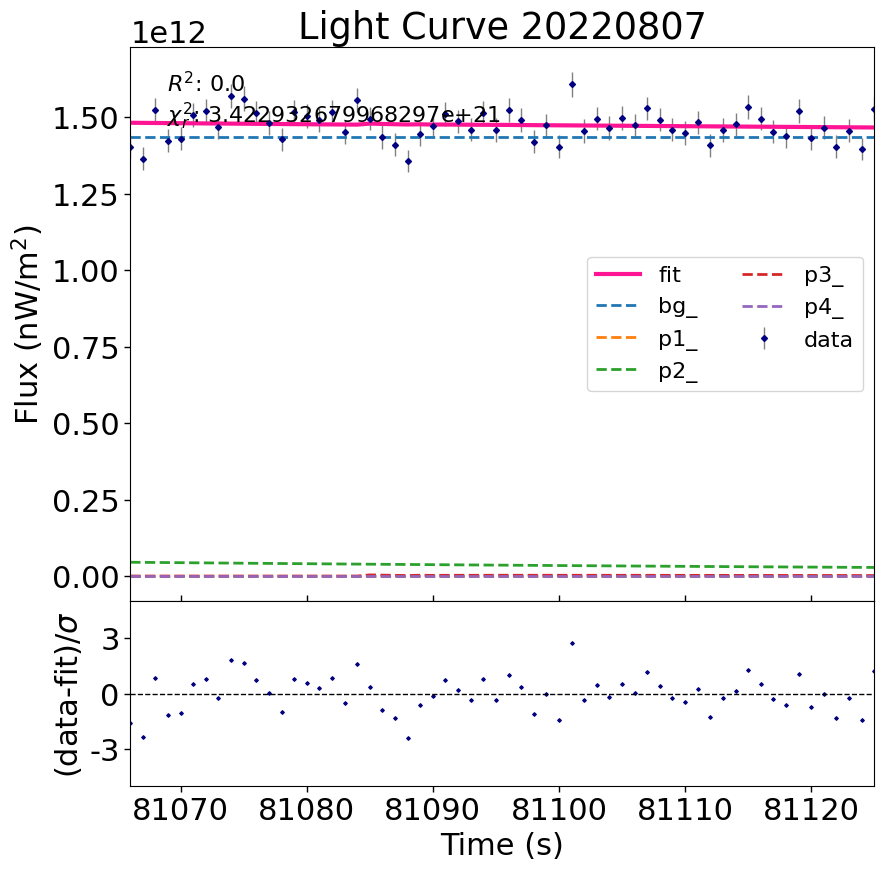 Light Curve 20220807
1e12
R²: 0.0
χ²ᵣ: 3.422932679968297e+21
1.50
1.25
1.00
0.75
0.50
0.25
0.00
Flux (nW/m²)
fit
bg_
p1_
p2_
p3_
p4_
data
3
0
-3
(data-fit)/σ
81070 81080 81090 81100 81110 81120
Time (s)